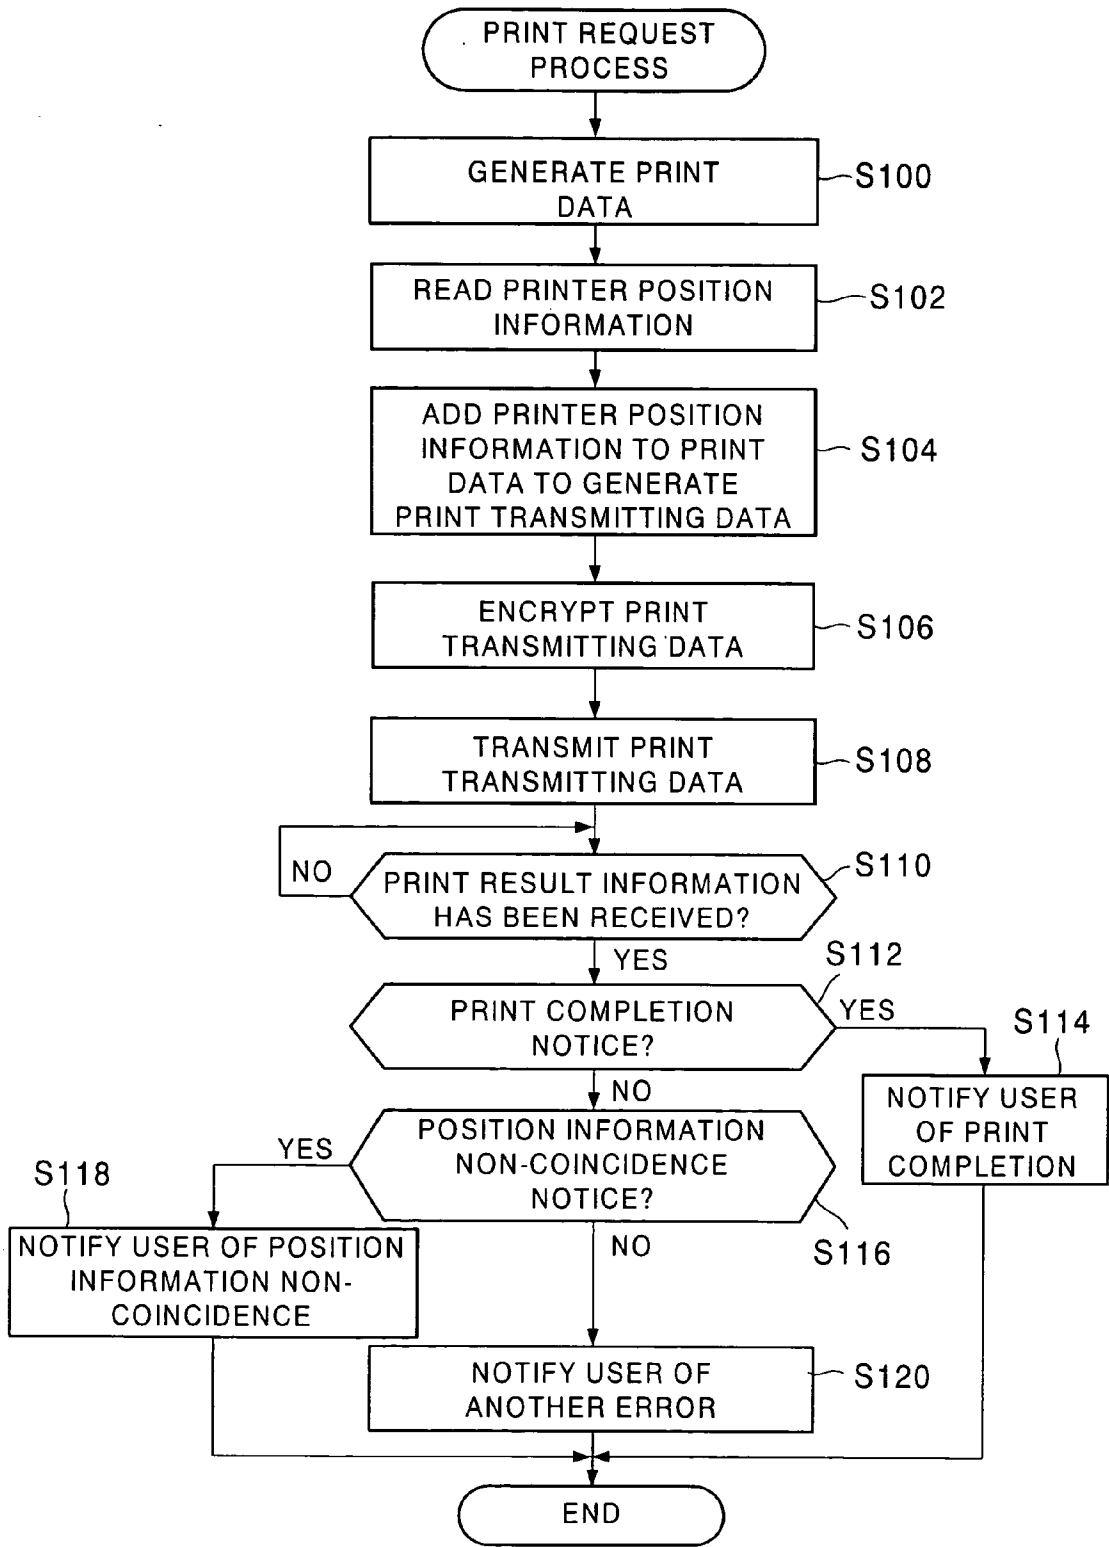 PRINT REQUEST
PROCESS
GENERATE PRINT
DATA
S100
READ PRINTER POSITION
INFORMATION
S102
ADD PRINTER POSITION
INFORMATION TO PRINT
DATA TO GENERATE
PRINT TRANSMITTING DATA
S104
ENCRYPT PRINT
TRANSMITTING DATA
S106
TRANSMIT PRINT
TRANSMITTING DATA
S108
NO
PRINT RESULT INFORMATION
HAS BEEN RECEIVED?
S110
YES
S112
PRINT COMPLETION
NOTICE?
YES
S114
NO
NOTIFY USER
OF PRINT
COMPLETION
YES
POSITION INFORMATION
NON-COINCIDENCE
NOTICE?
S116
S118
NO
NOTIFY USER OF POSITION
INFORMATION NON-
COINCIDENCE
NOTIFY USER OF
ANOTHER ERROR
S120
END